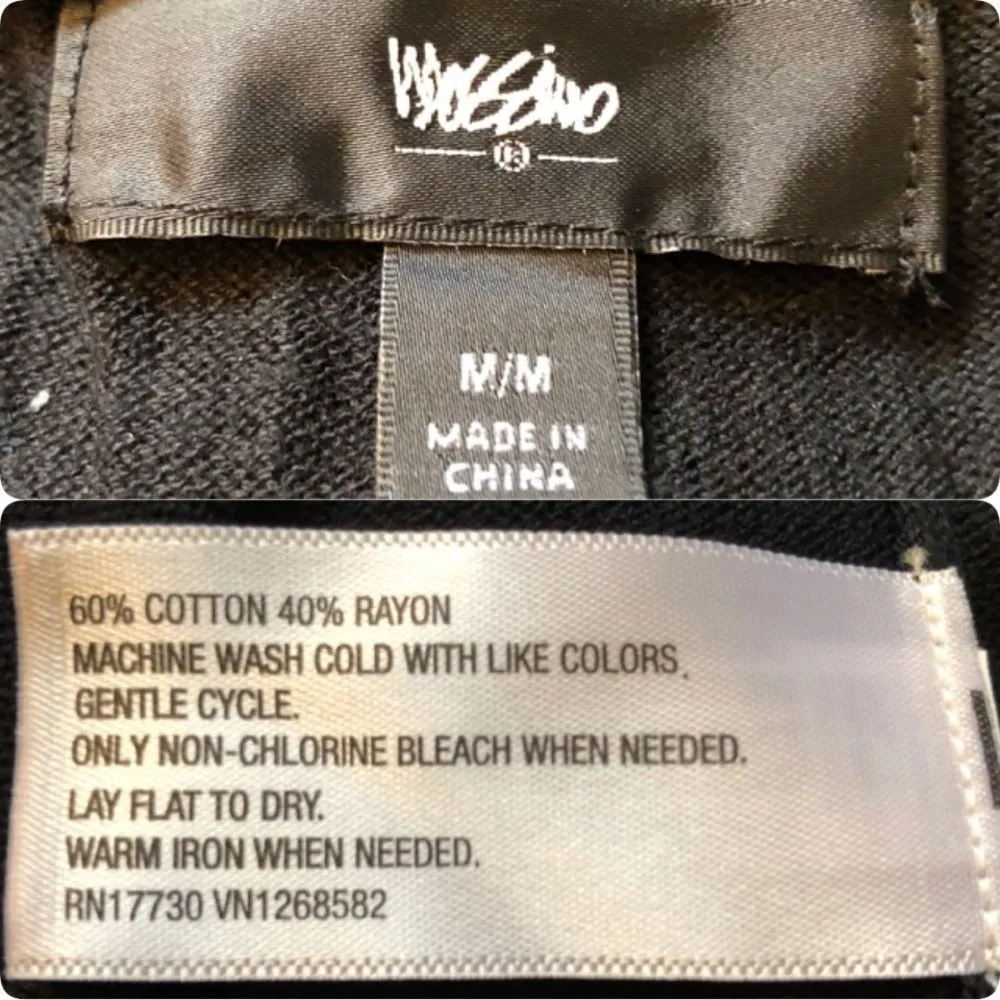 Mossimo
®
M/M
MADE IN
CHINA
60% COTTON 40% RAYON
MACHINE WASH COLD WITH LIKE COLORS.
GENTLE CYCLE.
ONLY NON-CHLORINE BLEACH WHEN NEEDED.
LAY FLAT TO DRY.
WARM IRON WHEN NEEDED.
RN17730 VN1268582